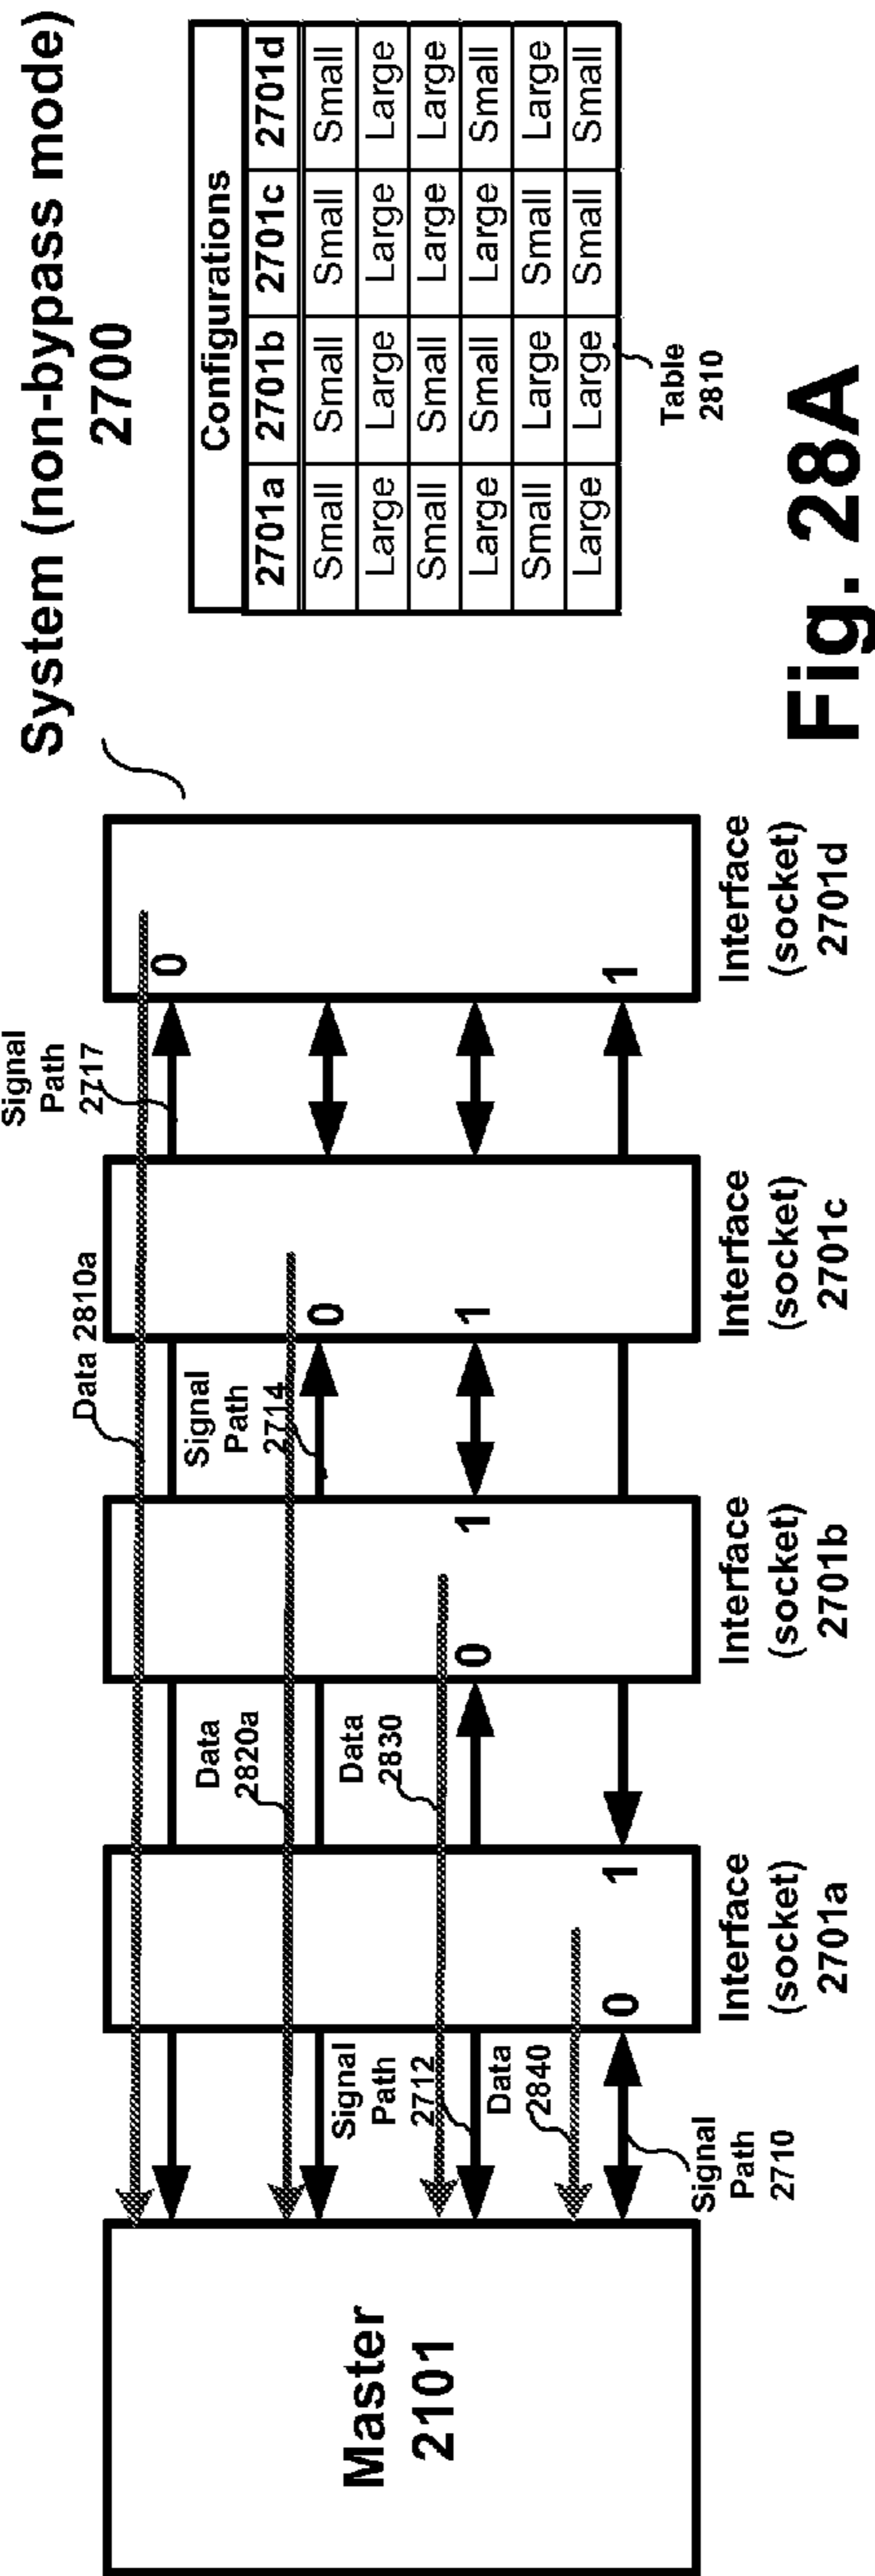 System (non-bypass mode)
2700
Signal
Path
2717
Data 2810a
Signal
Path
2714
Data
2820a
Data
2830
Signal
Path
2712
Data
2840
Signal
Path
2710
Master
2101
0
1
0
1
1
0
1
0
Interface
(socket)
2701a
Interface
(socket)
2701b
Interface
(socket)
2701c
Interface
(socket)
2701d
Configurations
2701a 2701b 2701c 2701d
Small Small Small Small
Large Large Large Large
Small Small Large Large
Large Small Large Small
Small Large Small Large
Large Large Small Small
Table
2810
Fig. 28A